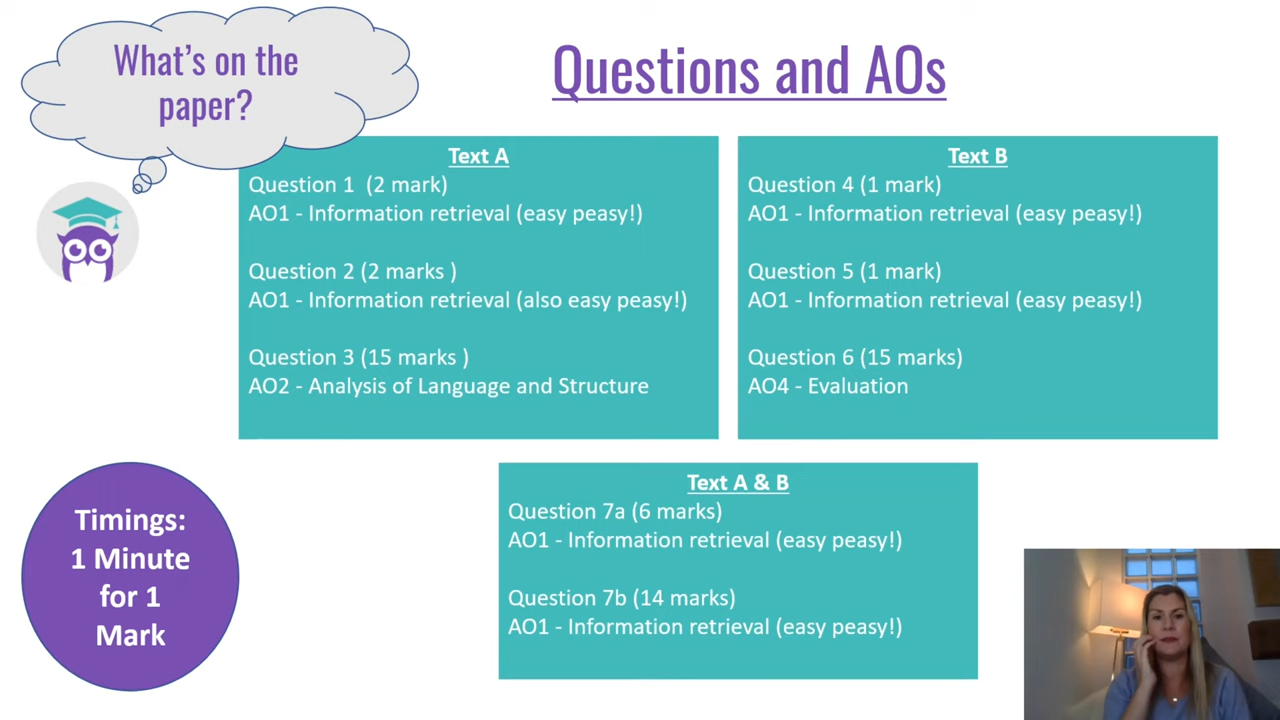 What's on the
paper?
Questions and AOs
Text A
Question 1 (2 mark)
AO1 - Information retrieval (easy peasy!)
Question 2 (2 marks )
AO1 - Information retrieval (also easy peasy!)
Question 3 (15 marks )
AO2 - Analysis of Language and Structure
Text B
Question 4 (1 mark)
AO1 - Information retrieval (easy peasy!)
Question 5 (1 mark)
AO1 - Information retrieval (easy peasy!)
Question 6 (15 marks)
AO4 - Evaluation
Timings:
1 Minute
for 1
Mark
Text A & B
Question 7a (6 marks)
AO1 - Information retrieval (easy peasy!)
Question 7b (14 marks)
AO1 - Information retrieval (easy peasy!)